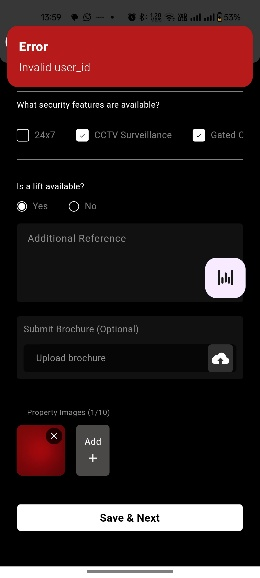 13:59
53%
Error
Invalid user_id
What security features are available?
24x7 CCTV Surveillance Gated C
Is a lift available?
Yes No
Additional Reference
Submit Brochure (Optional)
Upload brochure
Property Images (1/10)
Add
+
Save & Next